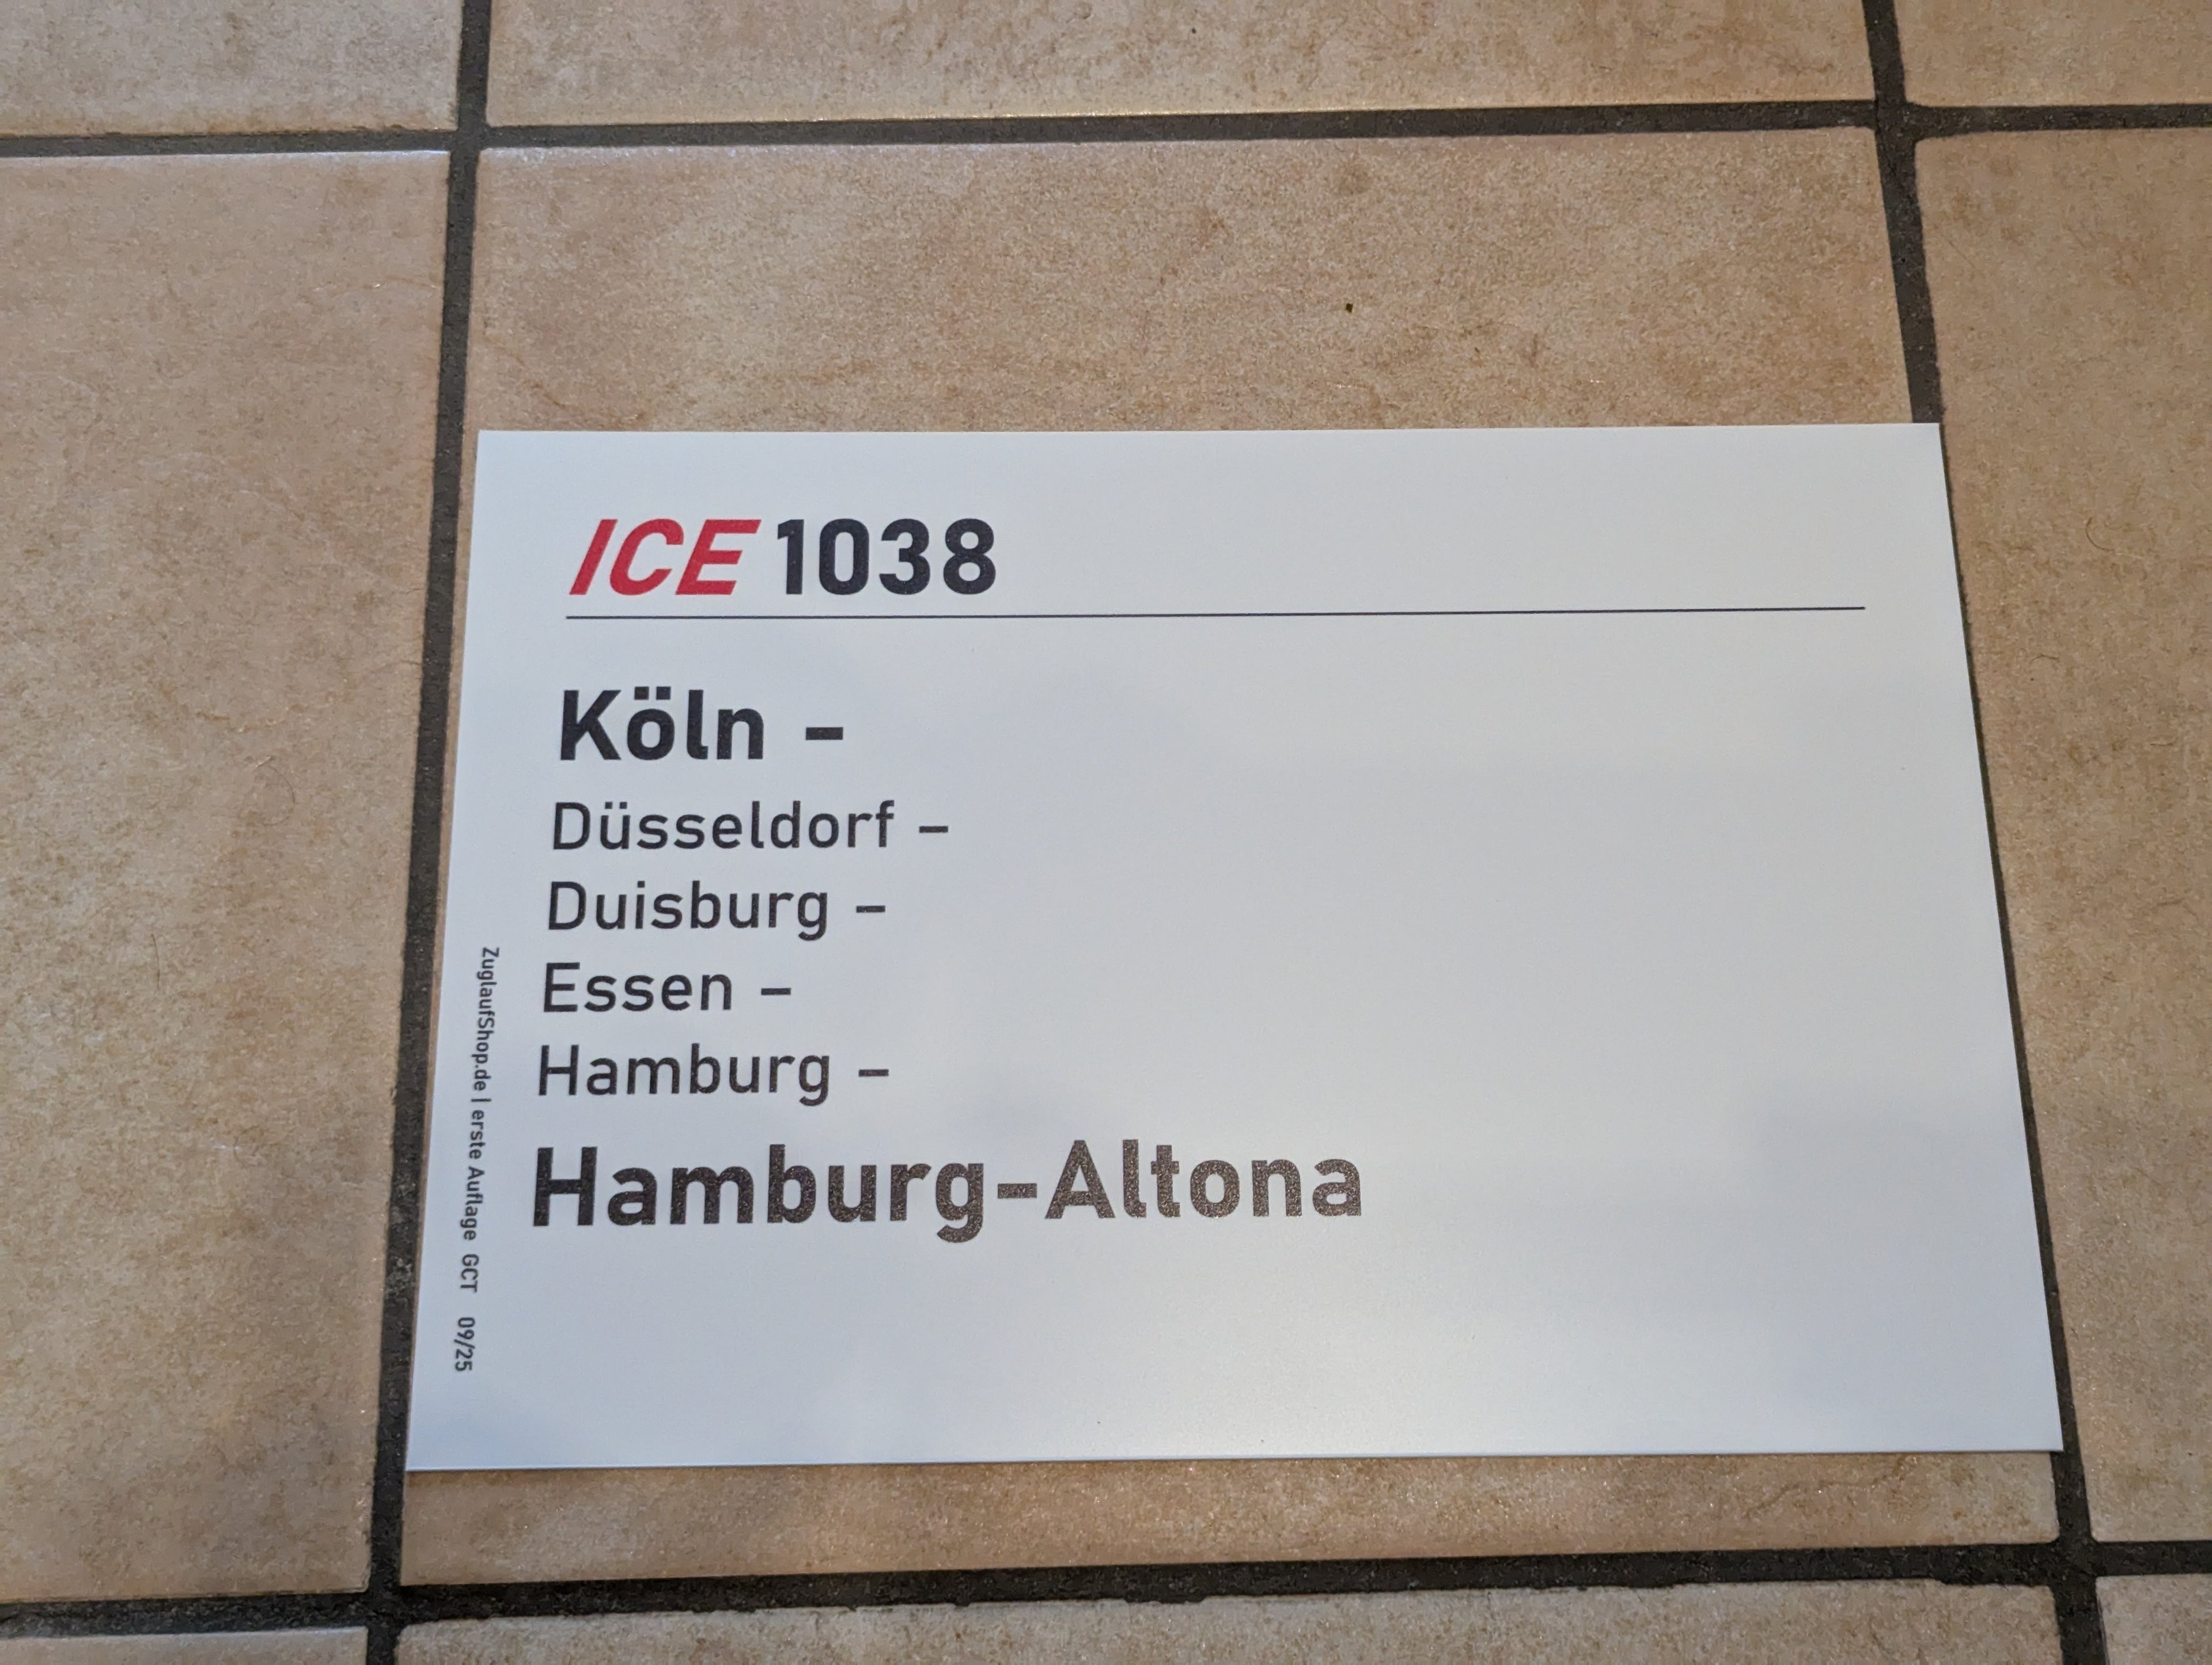 ICE 1038
Köln –
Düsseldorf –
Duisburg –
Essen –
Hamburg –
Hamburg-Altona
ZuglaufShop.de | erste Auflage GCT 09/25